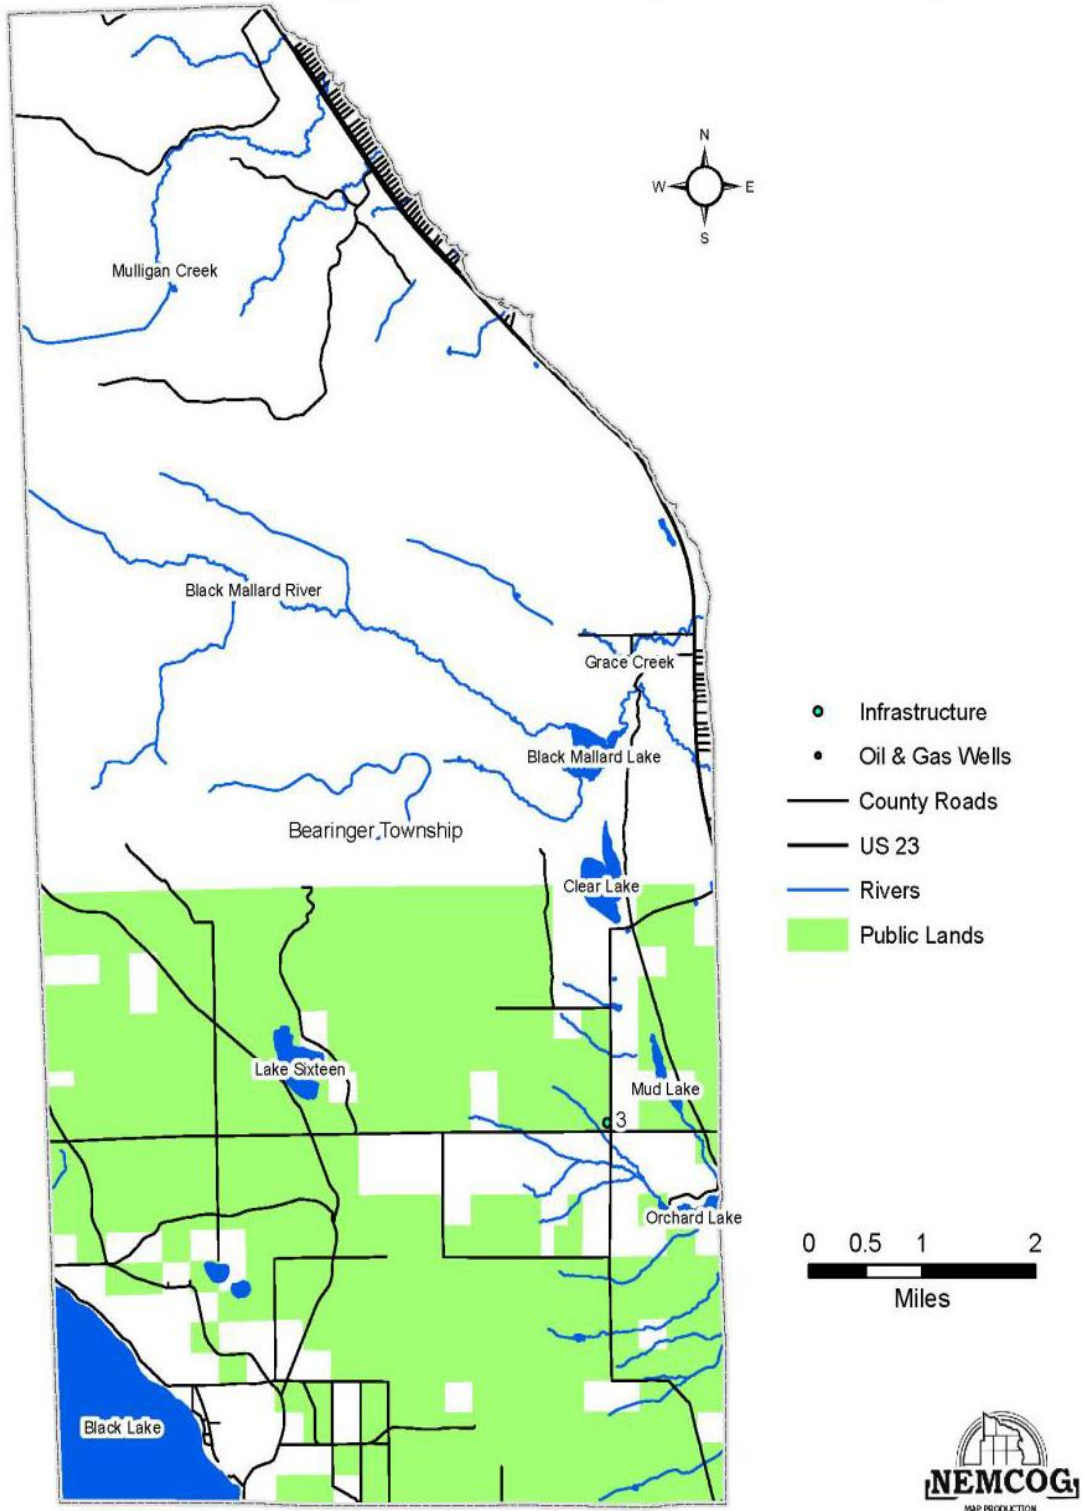 N
W E
S
Mulligan Creek
Black Mallard River
Grace Creek
Black Mallard Lake
Bearinger Township
Clear Lake
Lake Sixteen
Mud Lake
3
Orchard Lake
Black Lake
Infrastructure
Oil & Gas Wells
County Roads
US 23
Rivers
Public Lands
0 0.5 1 2
Miles
NEMCOG
MAP PRODUCTION